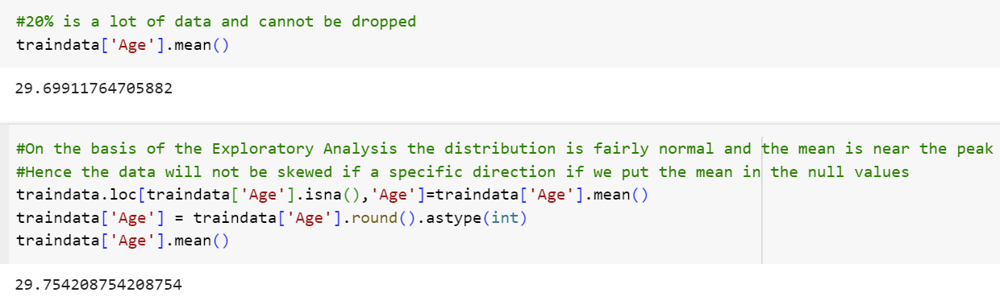 #20% is a lot of data and cannot be dropped
traindata['Age'].mean()
29.69911764705882
#On the basis of the Exploratory Analysis the distribution is fairly normal and the mean is near the peak
#Hence the data will not be skewed if a specific direction if we put the mean in the null values
traindata.loc[traindata['Age'].isna(),'Age']=traindata['Age'].mean()
traindata['Age'] = traindata['Age'].round().astype(int)
traindata['Age'].mean()
29.754208754208754